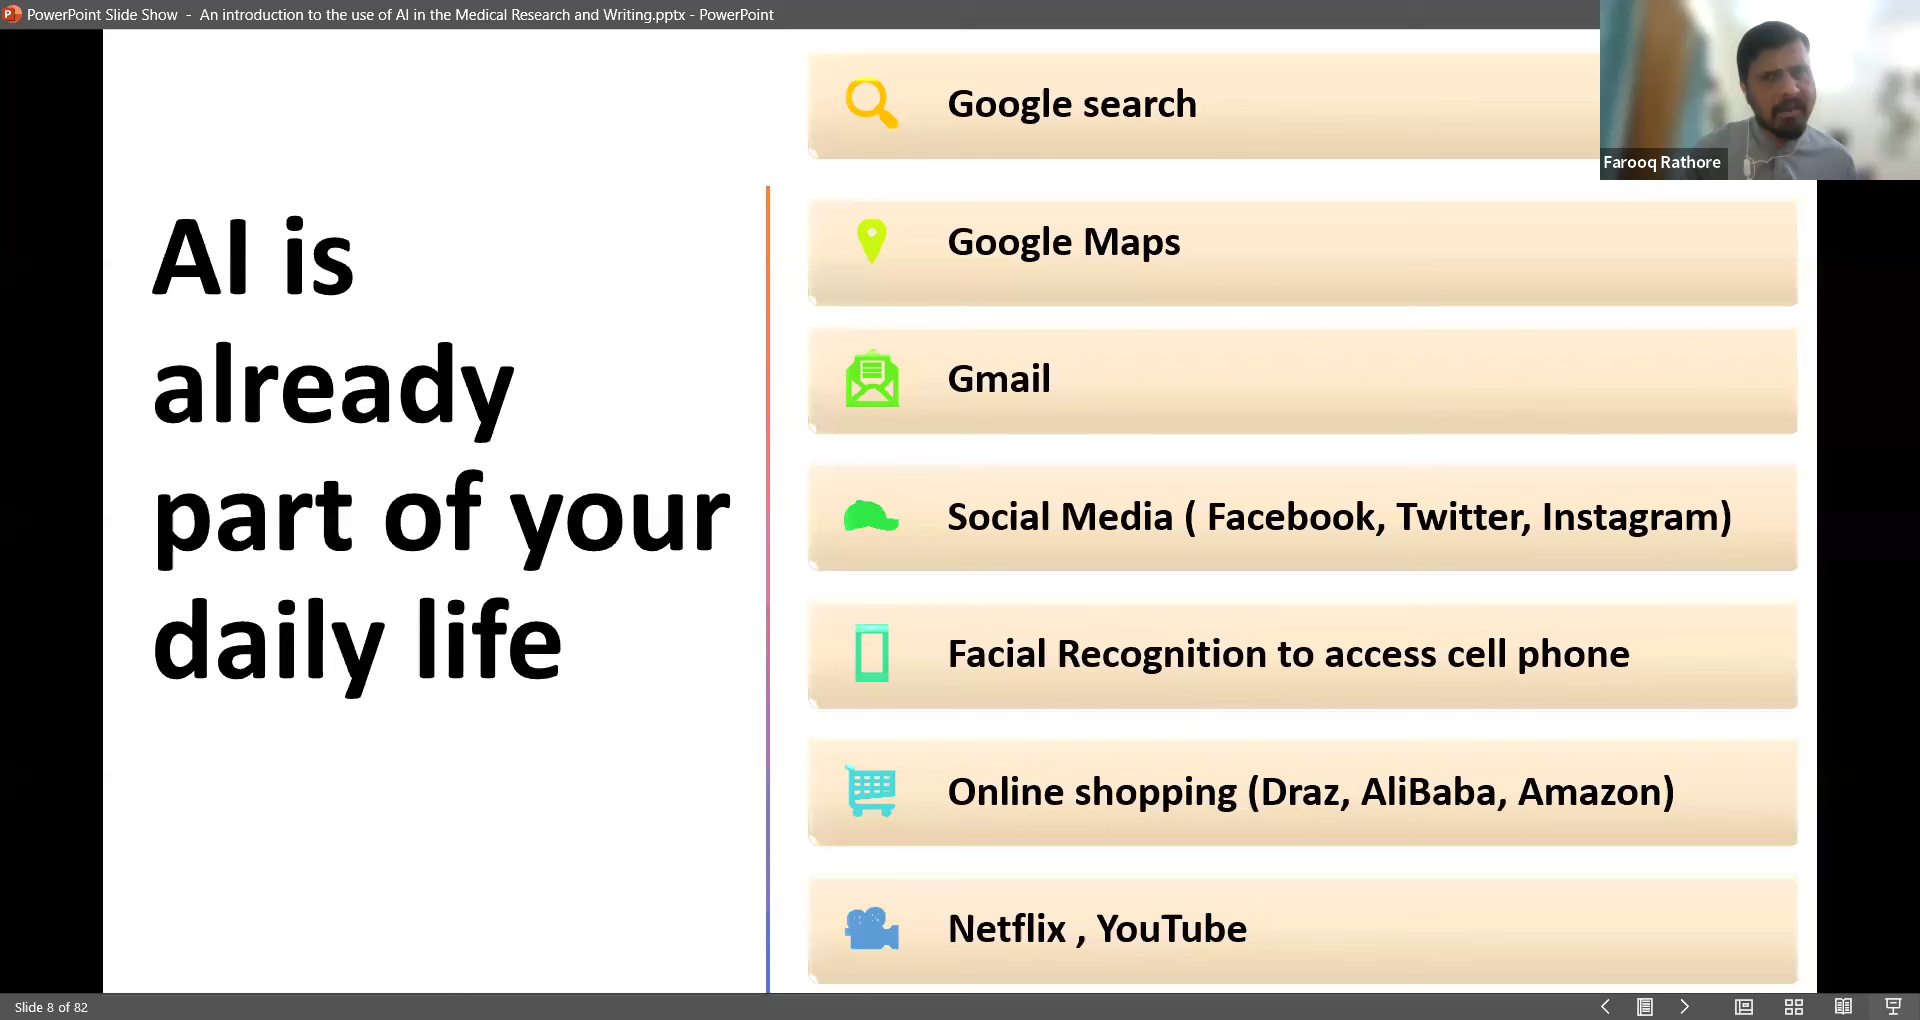 PowerPoint Slide Show - An introduction to the use of AI in the Medical Research and Writing.pptx - PowerPoint
AI is
already
part of your
daily life
Google search
Google Maps
Gmail
Social Media ( Facebook, Twitter, Instagram)
Facial Recognition to access cell phone
Online shopping (Draz, AliBaba, Amazon)
Netflix , YouTube
Farooq Rathore
Slide 8 of 82